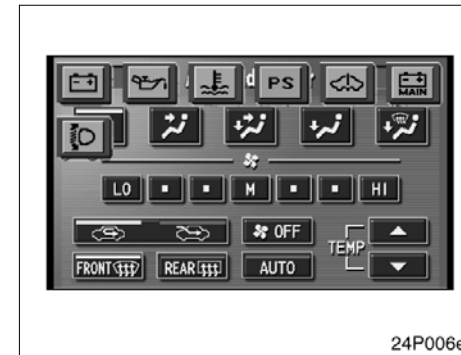 PS
MAIN
LO M HI
OFF
TEMP
FRONT REAR AUTO
24P006e